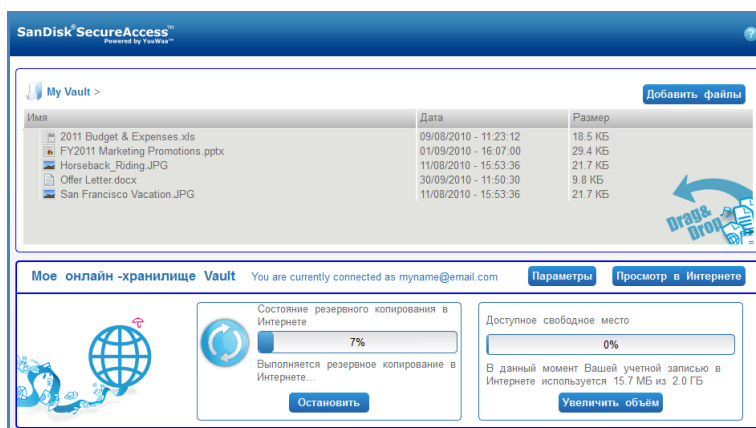 SanDisk® SecureAccess™
Powered by YuuWaa™
?
My Vault >
Добавить файлы
Имя Дата Размер
2011 Budget & Expenses.xls 09/08/2010 - 11:23:12 18.5 КБ
FY2011 Marketing Promotions.pptx 01/09/2010 - 16:07:00 29.4 КБ
Horseback_Riding.JPG 11/08/2010 - 15:53:36 21.7 КБ
Offer Letter.docx 30/09/2010 - 11:50:30 9.8 КБ
San Francisco Vacation.JPG 11/08/2010 - 15:53:36 21.7 КБ
Drag&
Drop
Мое онлайн -хранилище Vault You are currently connected as myname@email.com Параметры Просмотр в Интернете
Состояние резервного копирования в
Интернете
7%
Выполняется резервное копирование в
Интернете...
Остановить
Доступное свободное место
0%
В данный момент Вашей учетной записью в
Интернете используется 15.7 МБ из 2.0 ГБ
Увеличить объём